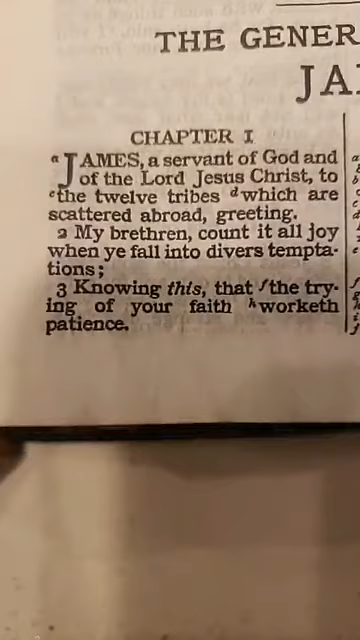 THE GENER
JA
CHAPTER I
a JAMES, a servant of God and
of the Lord Jesus Christ, to
c the twelve tribes d which are
scattered abroad, greeting.
2 My brethren, count it all joy
when ye fall into divers tempta-
tions;
3 Knowing this, that f the try-
ing of your faith h worketh
patience.